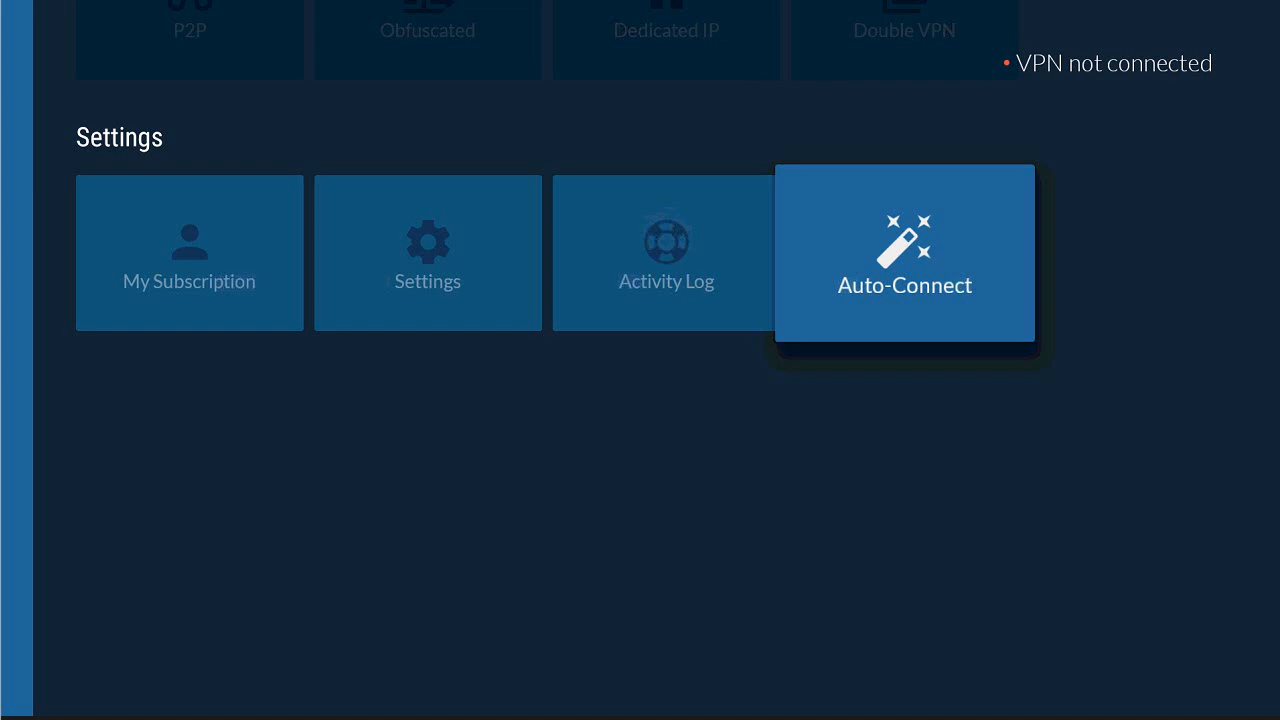 P2P
Obfuscated
Dedicated IP
Double VPN
VPN not connected
Settings
My Subscription
Settings
Activity Log
Auto-Connect